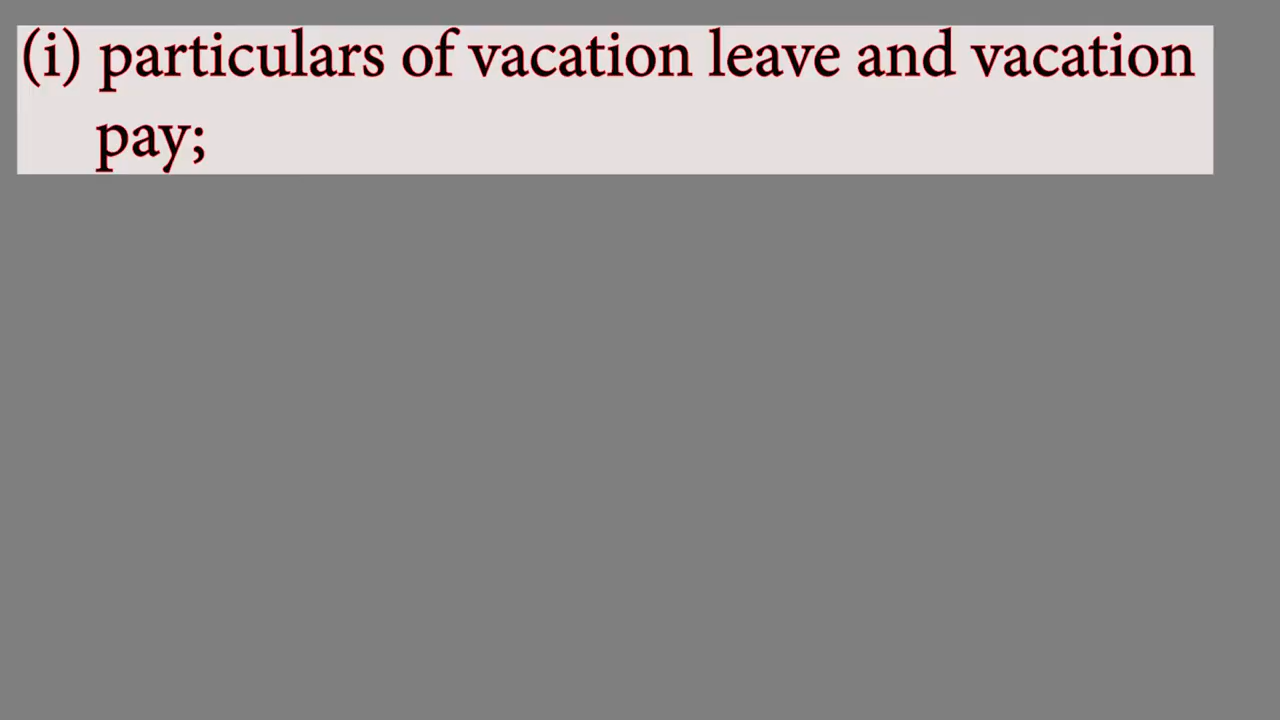 (i) particulars of vacation leave and vacation
pay;